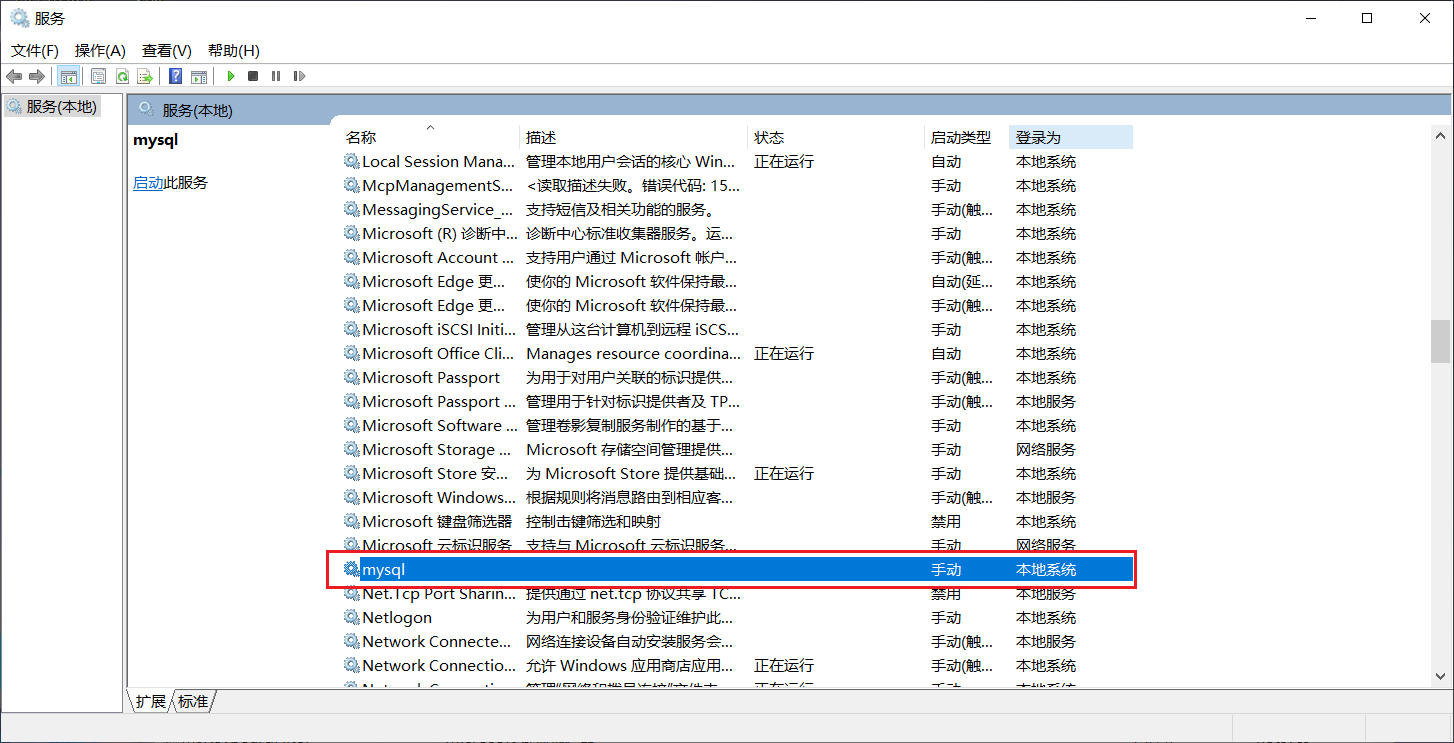 服务
文件(F) 操作(A) 查看(V) 帮助(H)
服务(本地)
服务(本地)
mysql
启动此服务
名称 描述 状态 启动类型 登录为
Local Session Mana... 管理本地用户会话的核心 Win... 正在运行 自动 本地系统
McpManagementS... <读取描述失败。错误代码: 15... 手动 本地系统
MessagingService_... 支持短信及相关功能的服务。 手动(触... 本地系统
Microsoft (R) 诊断中... 诊断中心标准收集器服务。运... 手动 本地系统
Microsoft Account ... 支持用户通过 Microsoft 帐户... 手动(触... 本地系统
Microsoft Edge 更... 使你的 Microsoft 软件保持最... 自动(延... 本地系统
Microsoft Edge 更... 使你的 Microsoft 软件保持最... 手动(触... 本地系统
Microsoft iSCSI Initi... 管理从这台计算机到远程 iSCS... 手动 本地系统
Microsoft Office Cli... Manages resource coordina... 正在运行 自动 本地系统
Microsoft Passport 为用于对用户关联的标识提供... 手动(触... 本地系统
Microsoft Passport ... 管理用于针对标识提供者及 TP... 手动(触... 本地服务
Microsoft Software ... 管理卷影复制服务制作的基于... 手动 本地系统
Microsoft Storage ... Microsoft 存储空间管理提供... 手动 网络服务
Microsoft Store 安... 为 Microsoft Store 提供基础... 正在运行 手动 本地系统
Microsoft Windows... 根据规则将消息路由到相应客... 手动(触... 本地服务
Microsoft 键盘筛选器 控制击键筛选和映射 禁用 本地系统
Microsoft 云标识服务 支持与 Microsoft 云标识服务... 手动 网络服务
mysql 手动 本地系统
Net.Tcp Port Sharin... 提供通过 net.tcp 协议共享 TC... 禁用 本地服务
Netlogon 为用户和服务身份验证维护此... 手动 本地系统
Network Connecte... 网络连接设备自动安装服务会... 手动(触... 本地服务
Network Connectio... 允许 Windows 应用商店应用... 正在运行 手动(触... 本地系统
扩展 标准